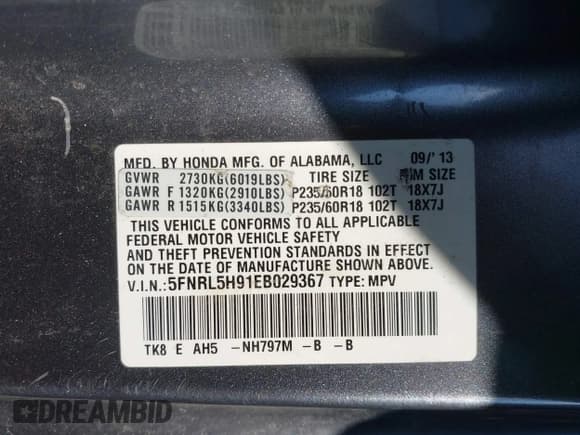 MFD. BY HONDA MFG. OF ALABAMA, LLC 09/'13
GVWR 2730KG(6019LBS) TIRE SIZE RIM SIZE
GAWR F 1320KG(2910LBS) P235/60R18 102T 18X7J
GAWR R 1515KG(3340LBS) P235/60R18 102T 18X7J
THIS VEHICLE CONFORMS TO ALL APPLICABLE
FEDERAL MOTOR VEHICLE SAFETY
AND THEFT PREVENTION STANDARDS IN EFFECT
ON THE DATE OF MANUFACTURE SHOWN ABOVE.
V.I.N.: 5FNRL5H91EB029367 TYPE: MPV
TK8 E AH5 -NH797M -B -B
DREAMBID